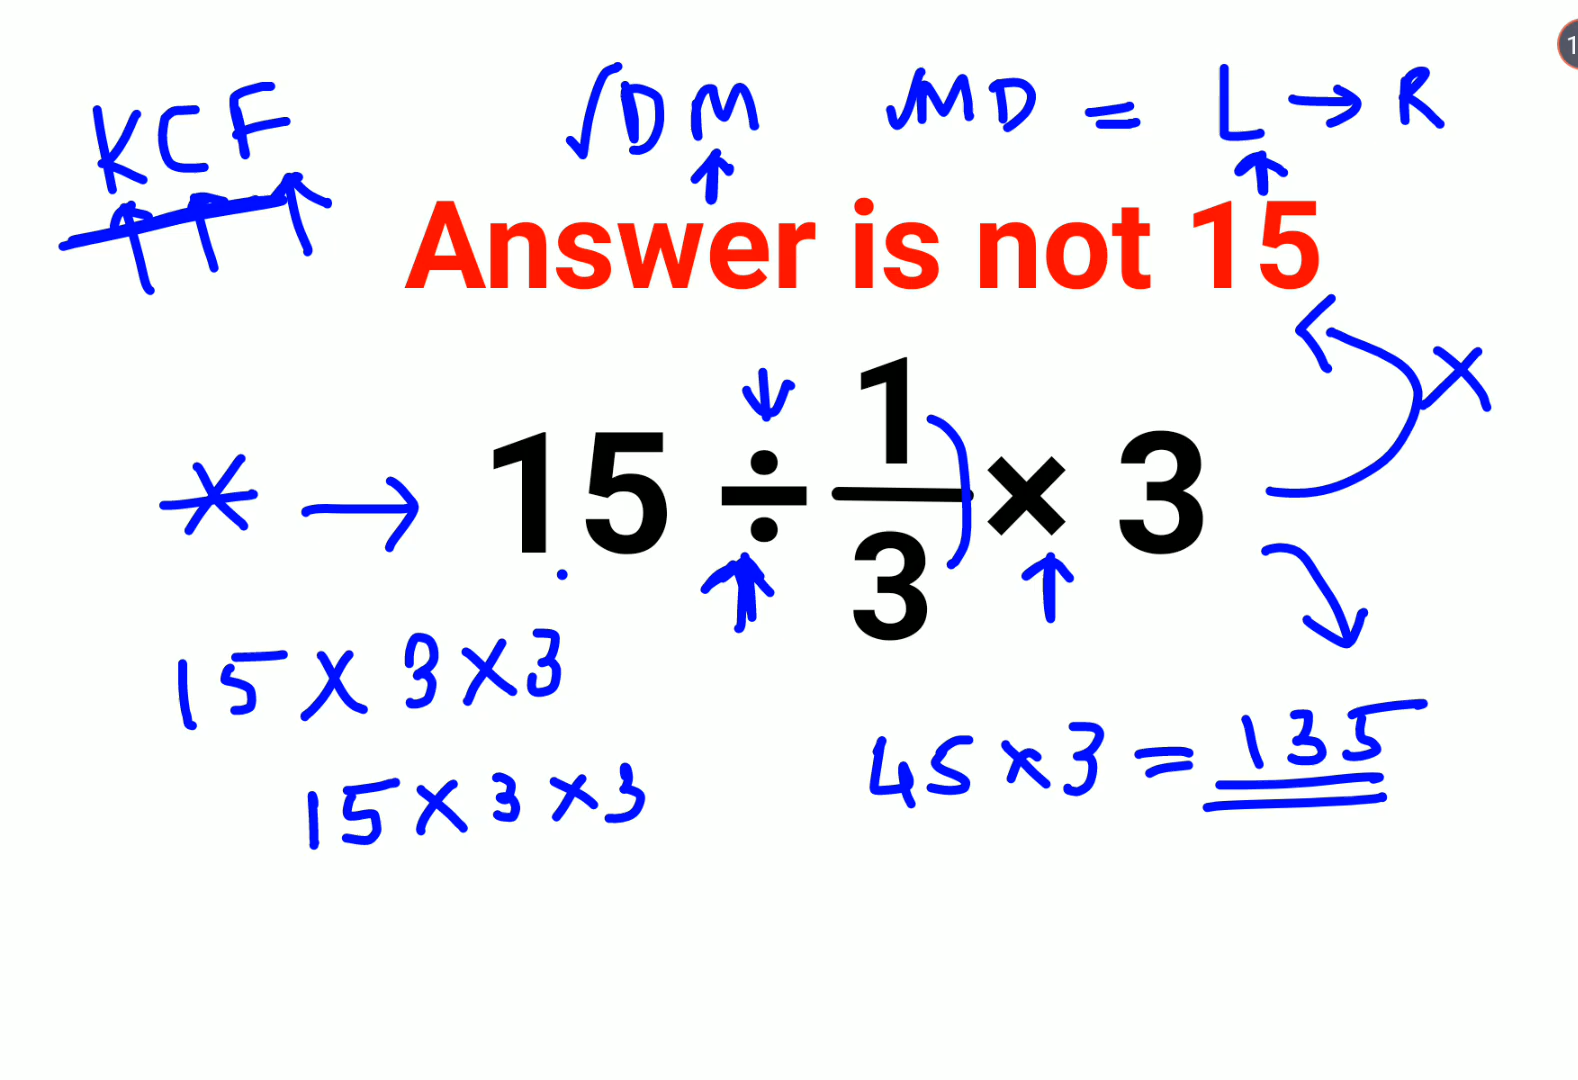 KCF √DM √MD = L → R
Answer is not 15
* → 15 ÷ 1/3 × 3 X
15 X 3 X 3
15 X 3 X 3
45 X 3 = 135
1